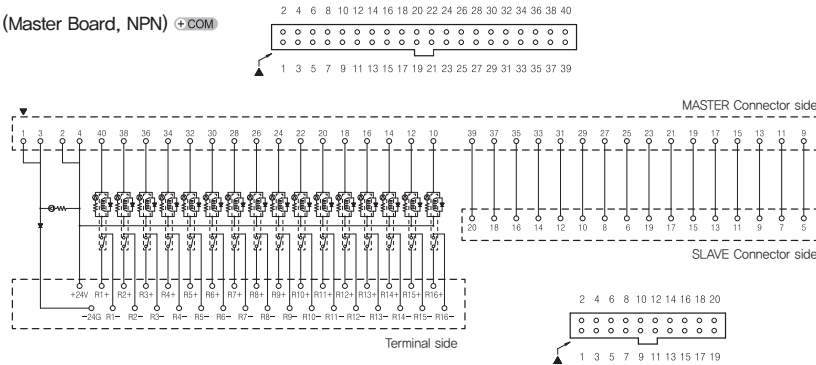 (Master Board, NPN) +COM
2 4 6 8 10 12 14 16 18 20 22 24 26 28 30 32 34 36 38 40
1 3 5 7 9 11 13 15 17 19 21 23 25 27 29 31 33 35 37 39
MASTER Connector side
1 3 2 4 40 38 36 34 32 30 28 26 24 22 20 18 16 14 12 10 39 37 35 33 31 29 27 25 23 21 19 17 15 13 11 9
20 18 16 14 12 10 8 6 19 17 15 13 11 9 7 5
SLAVE Connector side
+24V R1+ R2+ R3+ R4+ R5+ R6+ R7+ R8+ R9+ R10+ R11+ R12+ R13+ R14+ R15+ R16+
-24G R1- R2- R3- R4- R5- R6- R7- R8- R9- R10- R11- R12- R13- R14- R15- R16-
Terminal side
2 4 6 8 10 12 14 16 18 20
1 3 5 7 9 11 13 15 17 19